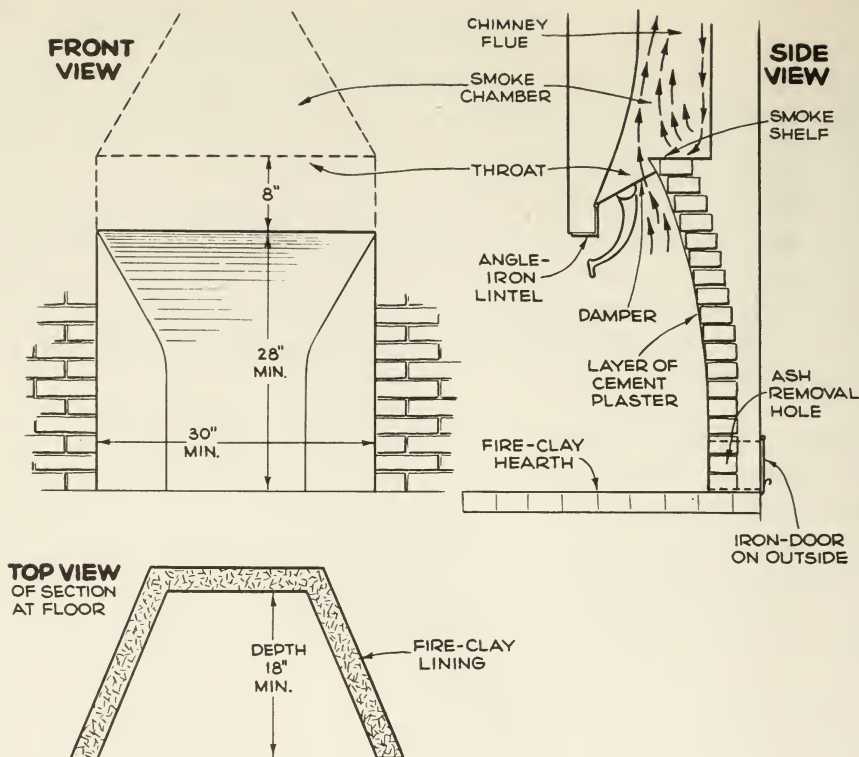 FRONT
VIEW
8"
28"
MIN.
30"
MIN.
CHIMNEY
FLUE
SMOKE
CHAMBER
THROAT
SIDE
VIEW
SMOKE
SHELF
ANGLE-
IRON
LINTEL
DAMPER
LAYER OF
CEMENT
PLASTER
ASH
REMOVAL
HOLE
FIRE-CLAY
HEARTH
IRON-DOOR
ON OUTSIDE
TOP VIEW
OF SECTION
AT FLOOR
DEPTH
18"
MIN.
FIRE-CLAY
LINING